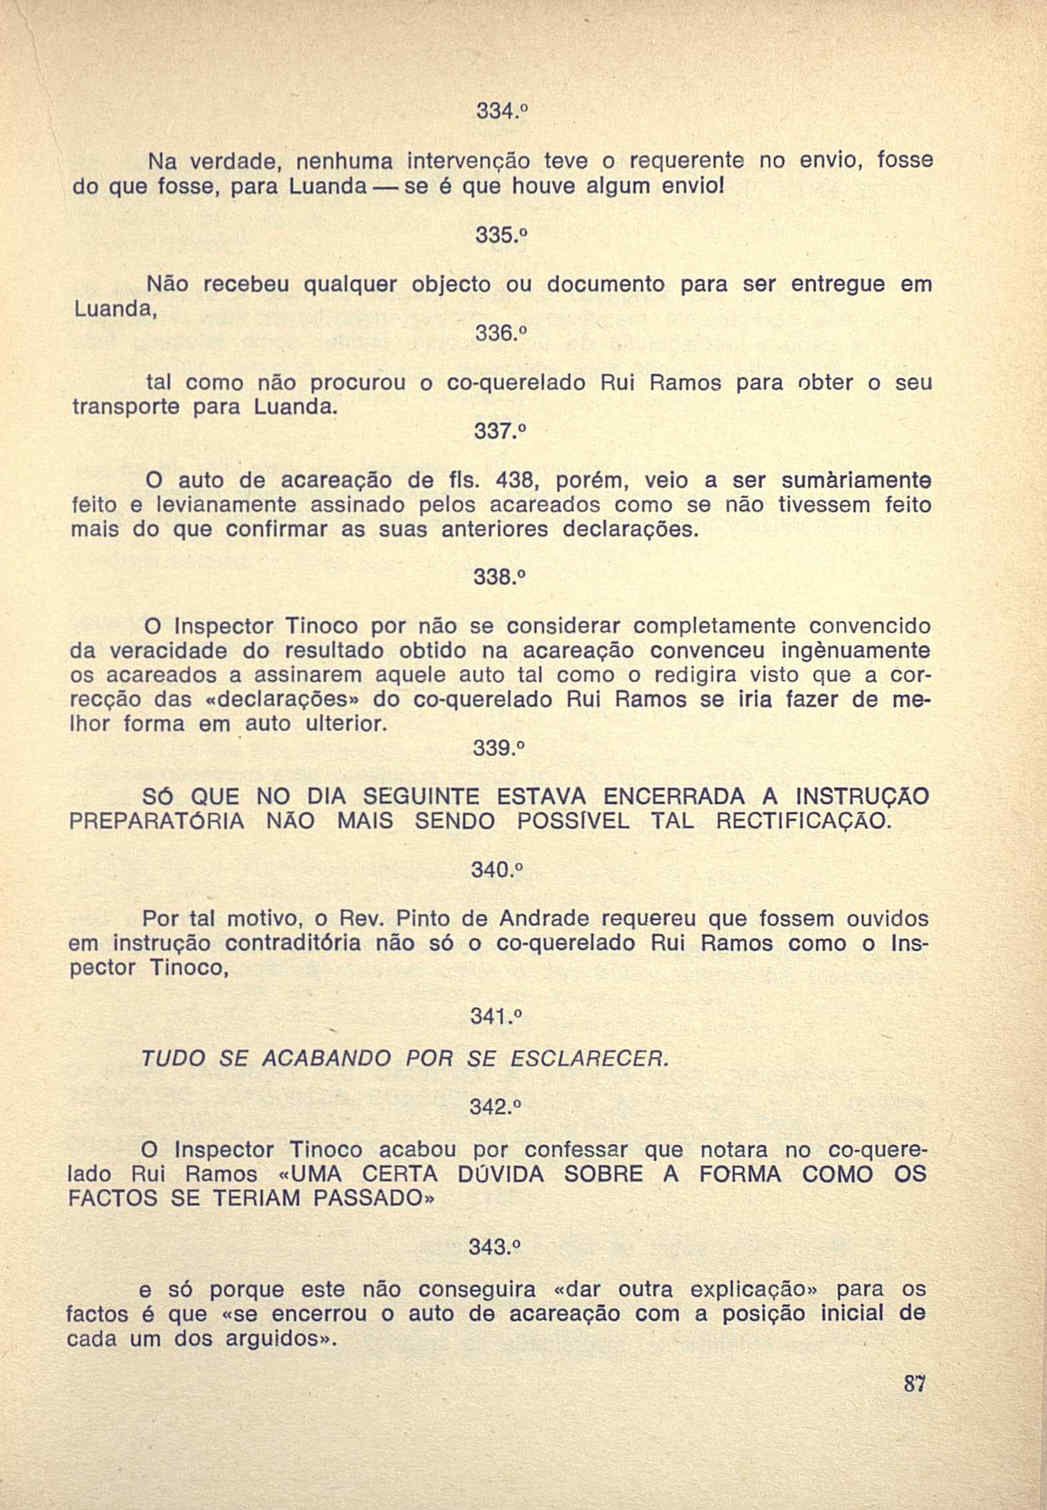 334.º
Na verdade, nenhuma intervenção teve o requerente no envio, fosse
do que fosse, para Luanda — se é que houve algum envio!
335.º
Não recebeu qualquer objecto ou documento para ser entregue em
Luanda,
336.º
tal como não procurou o co-querelado Rui Ramos para obter o seu
transporte para Luanda.
337.º
O auto de acareação de fls. 438, porém, veio a ser sumàriamente
feito e levianamente assinado pelos acareados como se não tivessem feito
mais do que confirmar as suas anteriores declarações.
338.º
O Inspector Tinoco por não se considerar completamente convencido
da veracidade do resultado obtido na acareação convenceu ingènuamente
os acareados a assinarem aquele auto tal como o redigira visto que a cor-
recção das «declarações» do co-querelado Rui Ramos se iria fazer de me-
lhor forma em auto ulterior.
339.º
SÓ QUE NO DIA SEGUINTE ESTAVA ENCERRADA A INSTRUÇÃO
PREPARATÓRIA NÃO MAIS SENDO POSSÍVEL TAL RECTIFICAÇÃO.
340.º
Por tal motivo, o Rev. Pinto de Andrade requereu que fossem ouvidos
em instrução contraditória não só o co-querelado Rui Ramos como o Ins-
pector Tinoco,
341.º
TUDO SE ACABANDO POR SE ESCLARECER.
342.º
O Inspector Tinoco acabou por confessar que notara no co-quere-
lado Rui Ramos «UMA CERTA DÚVIDA SOBRE A FORMA COMO OS
FACTOS SE TERIAM PASSADO»
343.º
e só porque este não conseguira «dar outra explicação» para os
factos é que «se encerrou o auto de acareação com a posição inicial de
cada um dos arguidos».
87